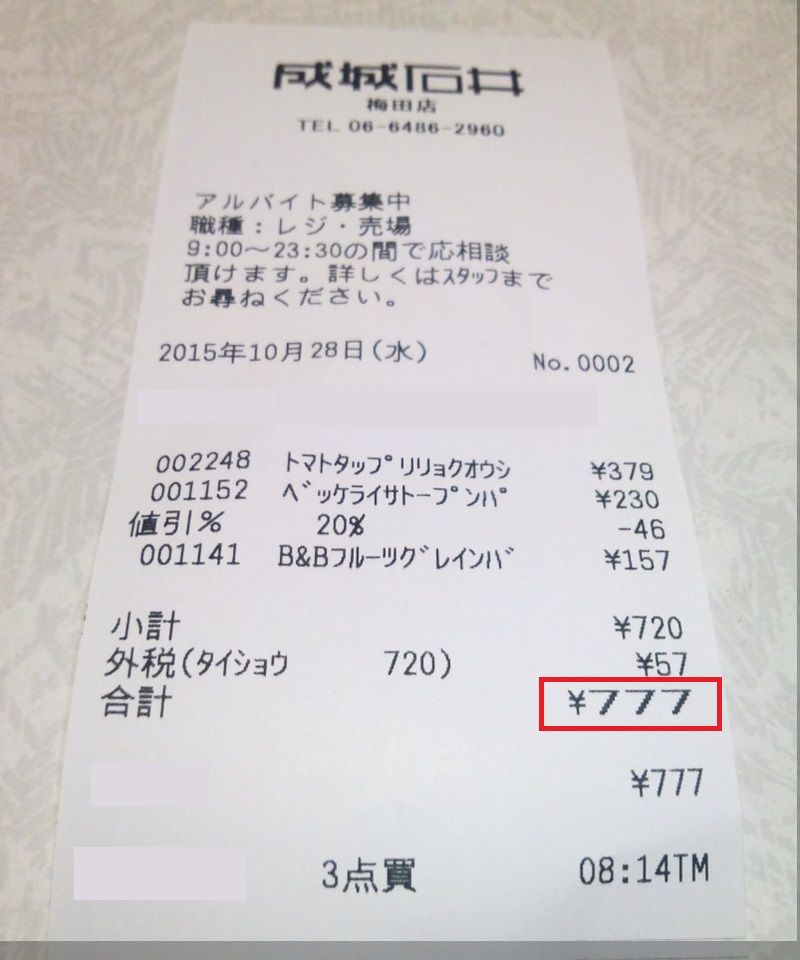 成城石井
梅田店
TEL 06-6486-2960
アルバイト募集中
職種：レジ・売場
9:00～23:30の間で応相談
頂けます。詳しくはｽﾀｯﾌまで
お尋ねください。
2015年10月28日(水) No.0002
002248 ﾄﾏﾄﾀｯﾌﾟﾘﾘｮｸｵｳｼ ¥379
001152 ﾍﾞｯｹﾗｲｻﾄｰﾌﾟﾝﾊﾟ ¥230
値引% 20% -46
001141 B&Bﾌﾙｰﾂｸﾞﾚｲﾝﾊﾞ ¥157
小計 ¥720
外税(ﾀｲｼｮｳ 720) ¥57
合計 ¥777
¥777
3点買 08:14TM